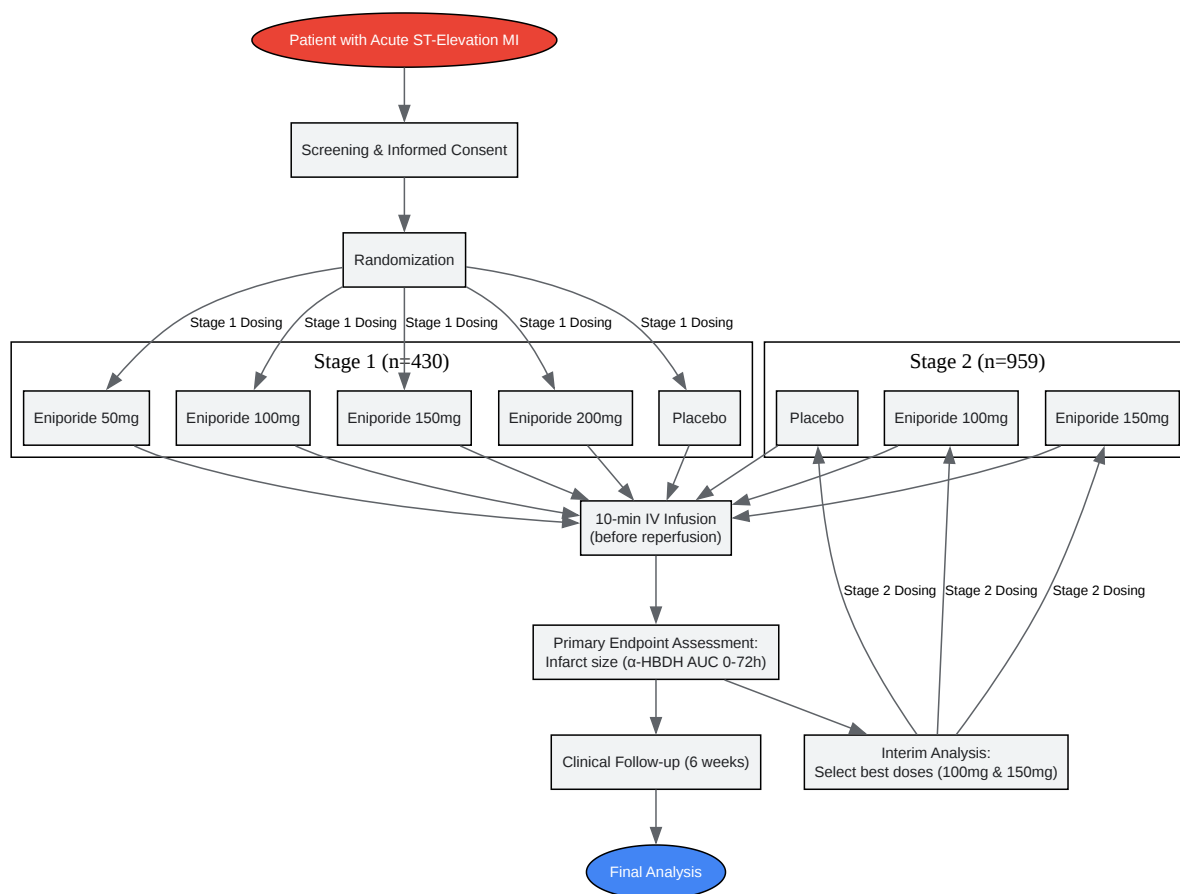 Patient with Acute ST-Elevation MI
Screening & Informed Consent
Randomization
Stage 1 Dosing
Stage 1 Dosing
Stage 1 Dosing
Stage 1 Dosing
Stage 1 Dosing
Stage 1 (n=430)
Eniporide 50mg
Eniporide 100mg
Eniporide 150mg
Eniporide 200mg
Placebo
Stage 2 (n=959)
Placebo
Eniporide 100mg
Eniporide 150mg
10-min IV Infusion
(before reperfusion)
Stage 2 Dosing
Stage 2 Dosing
Stage 2 Dosing
Primary Endpoint Assessment:
Infarct size (α-HBDH AUC 0-72h)
Clinical Follow-up (6 weeks)
Interim Analysis:
Select best doses (100mg & 150mg)
Final Analysis